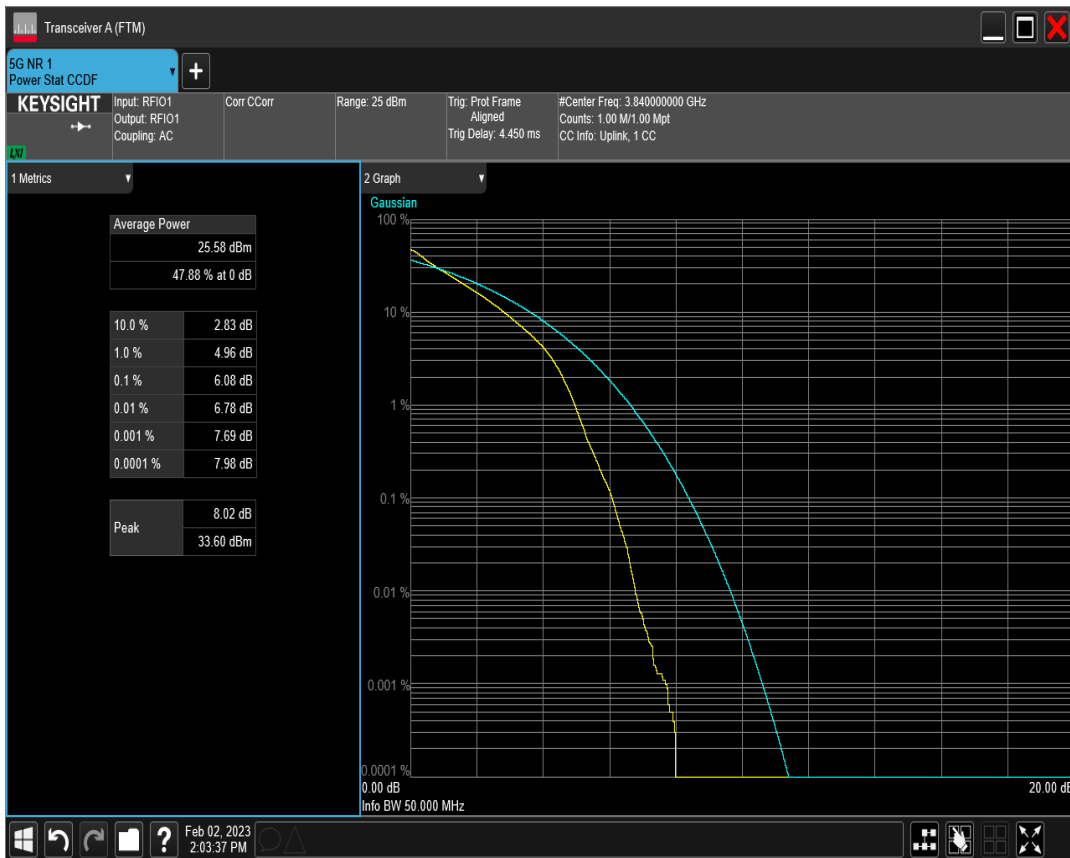 Transceiver A (FTM)
5G NR 1
Power Stat CCDF
+
KEYSIGHT
LXI
Input: RFIO1
Output: RFIO1
Coupling: AC
Corr CCorr
Range: 25 dBm
Trig: Prot Frame
Aligned
Trig Delay: 4.450 ms
#Center Freq: 3.840000000 GHz
Counts: 1.00 M/1.00 Mpt
CC Info: Uplink, 1 CC
1 Metrics
Average Power
25.58 dBm
47.88 % at 0 dB
10.0 % 2.83 dB
1.0 % 4.96 dB
0.1 % 6.08 dB
0.01 % 6.78 dB
0.001 % 7.69 dB
0.0001 % 7.98 dB
Peak 8.02 dB
33.60 dBm
2 Graph
Gaussian
100 %
10 %
1 %
0.1 %
0.01 %
0.001 %
0.0001 %
0.00 dB 20.00 dB
Info BW 50.000 MHz
?
Feb 02, 2023
2:03:37 PM